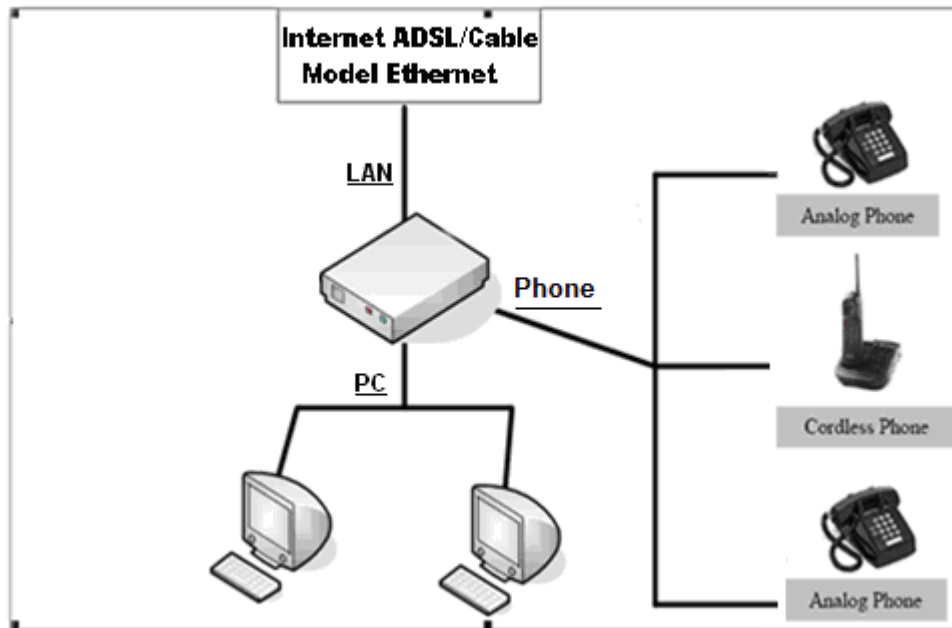 Internet ADSL/Cable
Model Ethernet
LAN
Analog Phone
Phone
PC
Cordless Phone
Analog Phone